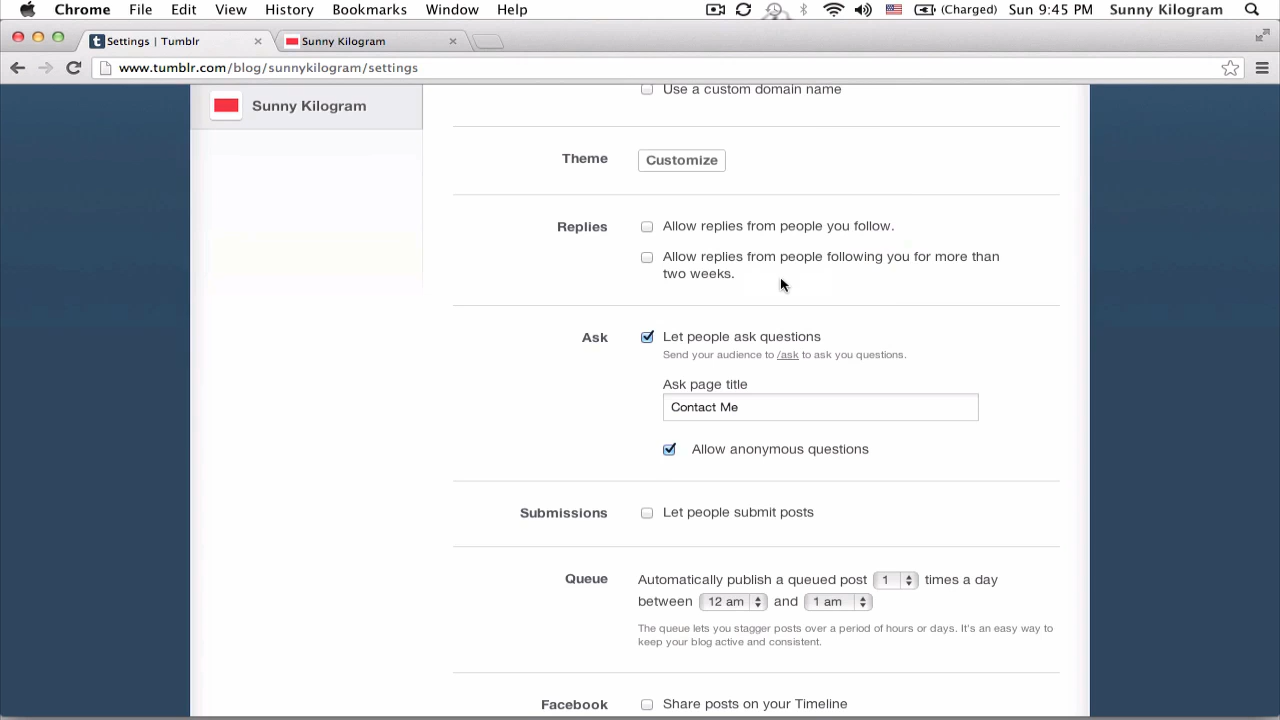 Chrome File Edit View History Bookmarks Window Help (Charged) Sun 9:45 PM Sunny Kilogram
Settings | Tumblr Sunny Kilogram
www.tumblr.com/blog/sunnykilogram/settings
Sunny Kilogram
Use a custom domain name
Theme Customize
Replies Allow replies from people you follow.
Allow replies from people following you for more than
two weeks.
Ask Let people ask questions
Send your audience to /ask to ask you questions.
Ask page title
Contact Me
Allow anonymous questions
Submissions Let people submit posts
Queue Automatically publish a queued post 1 times a day
between 12 am and 1 am
The queue lets you stagger posts over a period of hours or days. It's an easy way to
keep your blog active and consistent.
Facebook Share posts on your Timeline